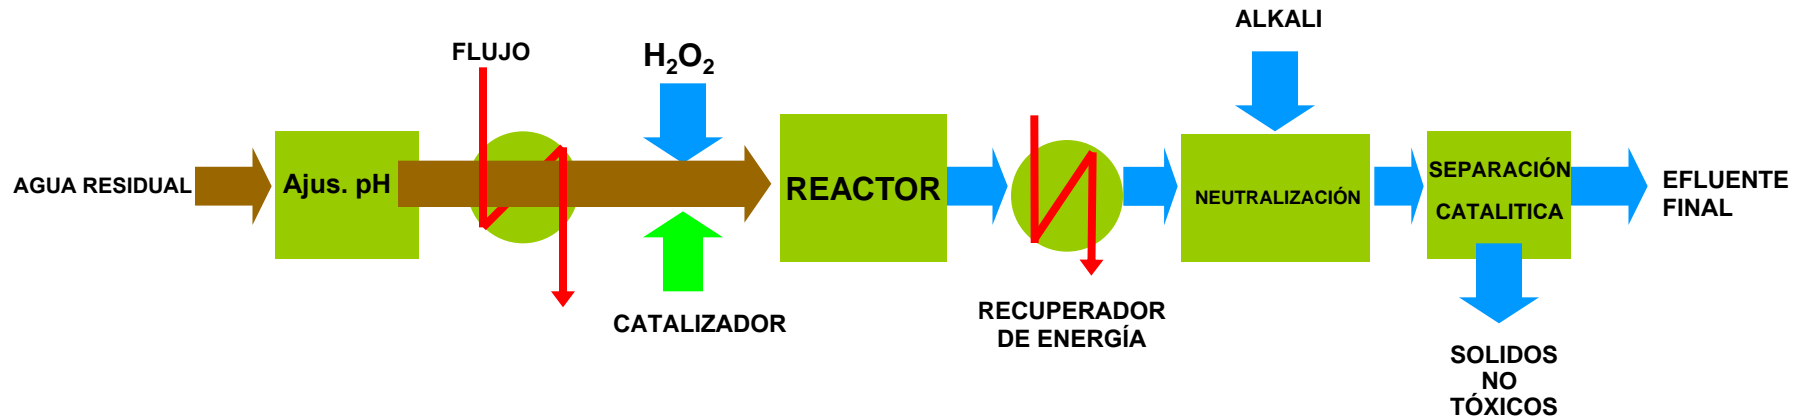 AGUA RESIDUAL
Ajus. pH
FLUJO
H₂O₂
CATALIZADOR
REACTOR
RECUPERADOR
DE ENERGÍA
ALKALI
NEUTRALIZACIÓN
SEPARACIÓN
CATALITICA
SOLIDOS
NO
TÓXICOS
EFLUENTE
FINAL